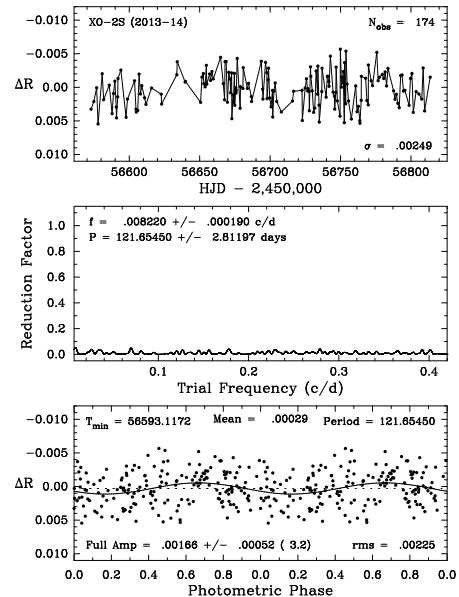 XO-2S (2013-14) N_obs = 174
-0.010
-0.005
0.000
0.005
0.010
ΔR
σ = .00249
56600 56650 56700 56750 56800
HJD - 2,450,000
f = .008220 +/- .000190 c/d
P = 121.65450 +/- 2.81197 days
1.0
0.8
0.6
0.4
0.2
0.0
Reduction Factor
0.1 0.2 0.3 0.4
Trial Frequency (c/d)
T_min = 56593.1172 Mean = .00029 Period = 121.65450
-0.010
-0.005
0.000
0.005
0.010
ΔR
Full Amp = .00166 +/- .00052 ( 3.2) rms = .00225
0.0 0.2 0.4 0.6 0.8 0.0 0.2 0.4 0.6 0.8 0.0
Photometric Phase